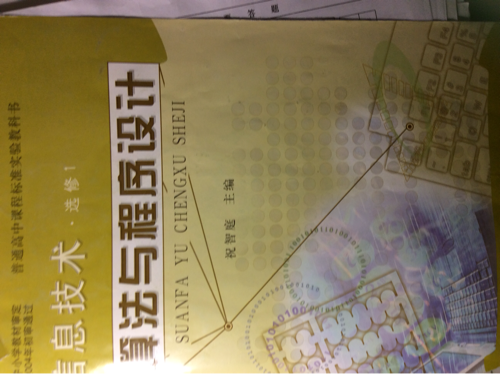 小学教材审定
2004年初审通过
普通高中课程标准实验教科书
信息技术·选修1
算法与程序设计
SUANFA YU CHENGXU SHEJI
祝智庭 主编